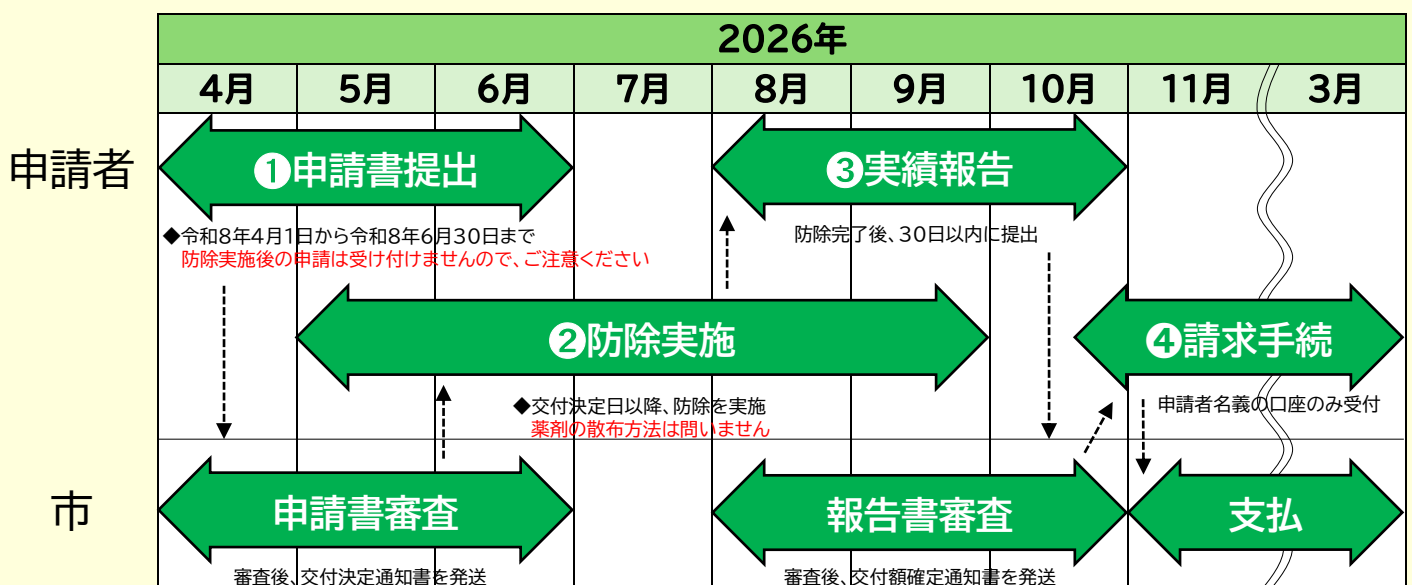 2026年
4月 5月 6月 7月 8月 9月 10月 11月 3月
申請者
❶申請書提出
❸実績報告
◆令和8年4月1日から令和8年6月30日まで
防除実施後の申請は受け付けませんので、ご注意ください
防除完了後、30日以内に提出
❷防除実施
❹請求手続
◆交付決定日以降、防除を実施
薬剤の散布方法は問いません
申請者名義の口座のみ受付
市
申請書審査
報告書審査
支払
審査後、交付決定通知書を発送
審査後、交付額確定通知書を発送